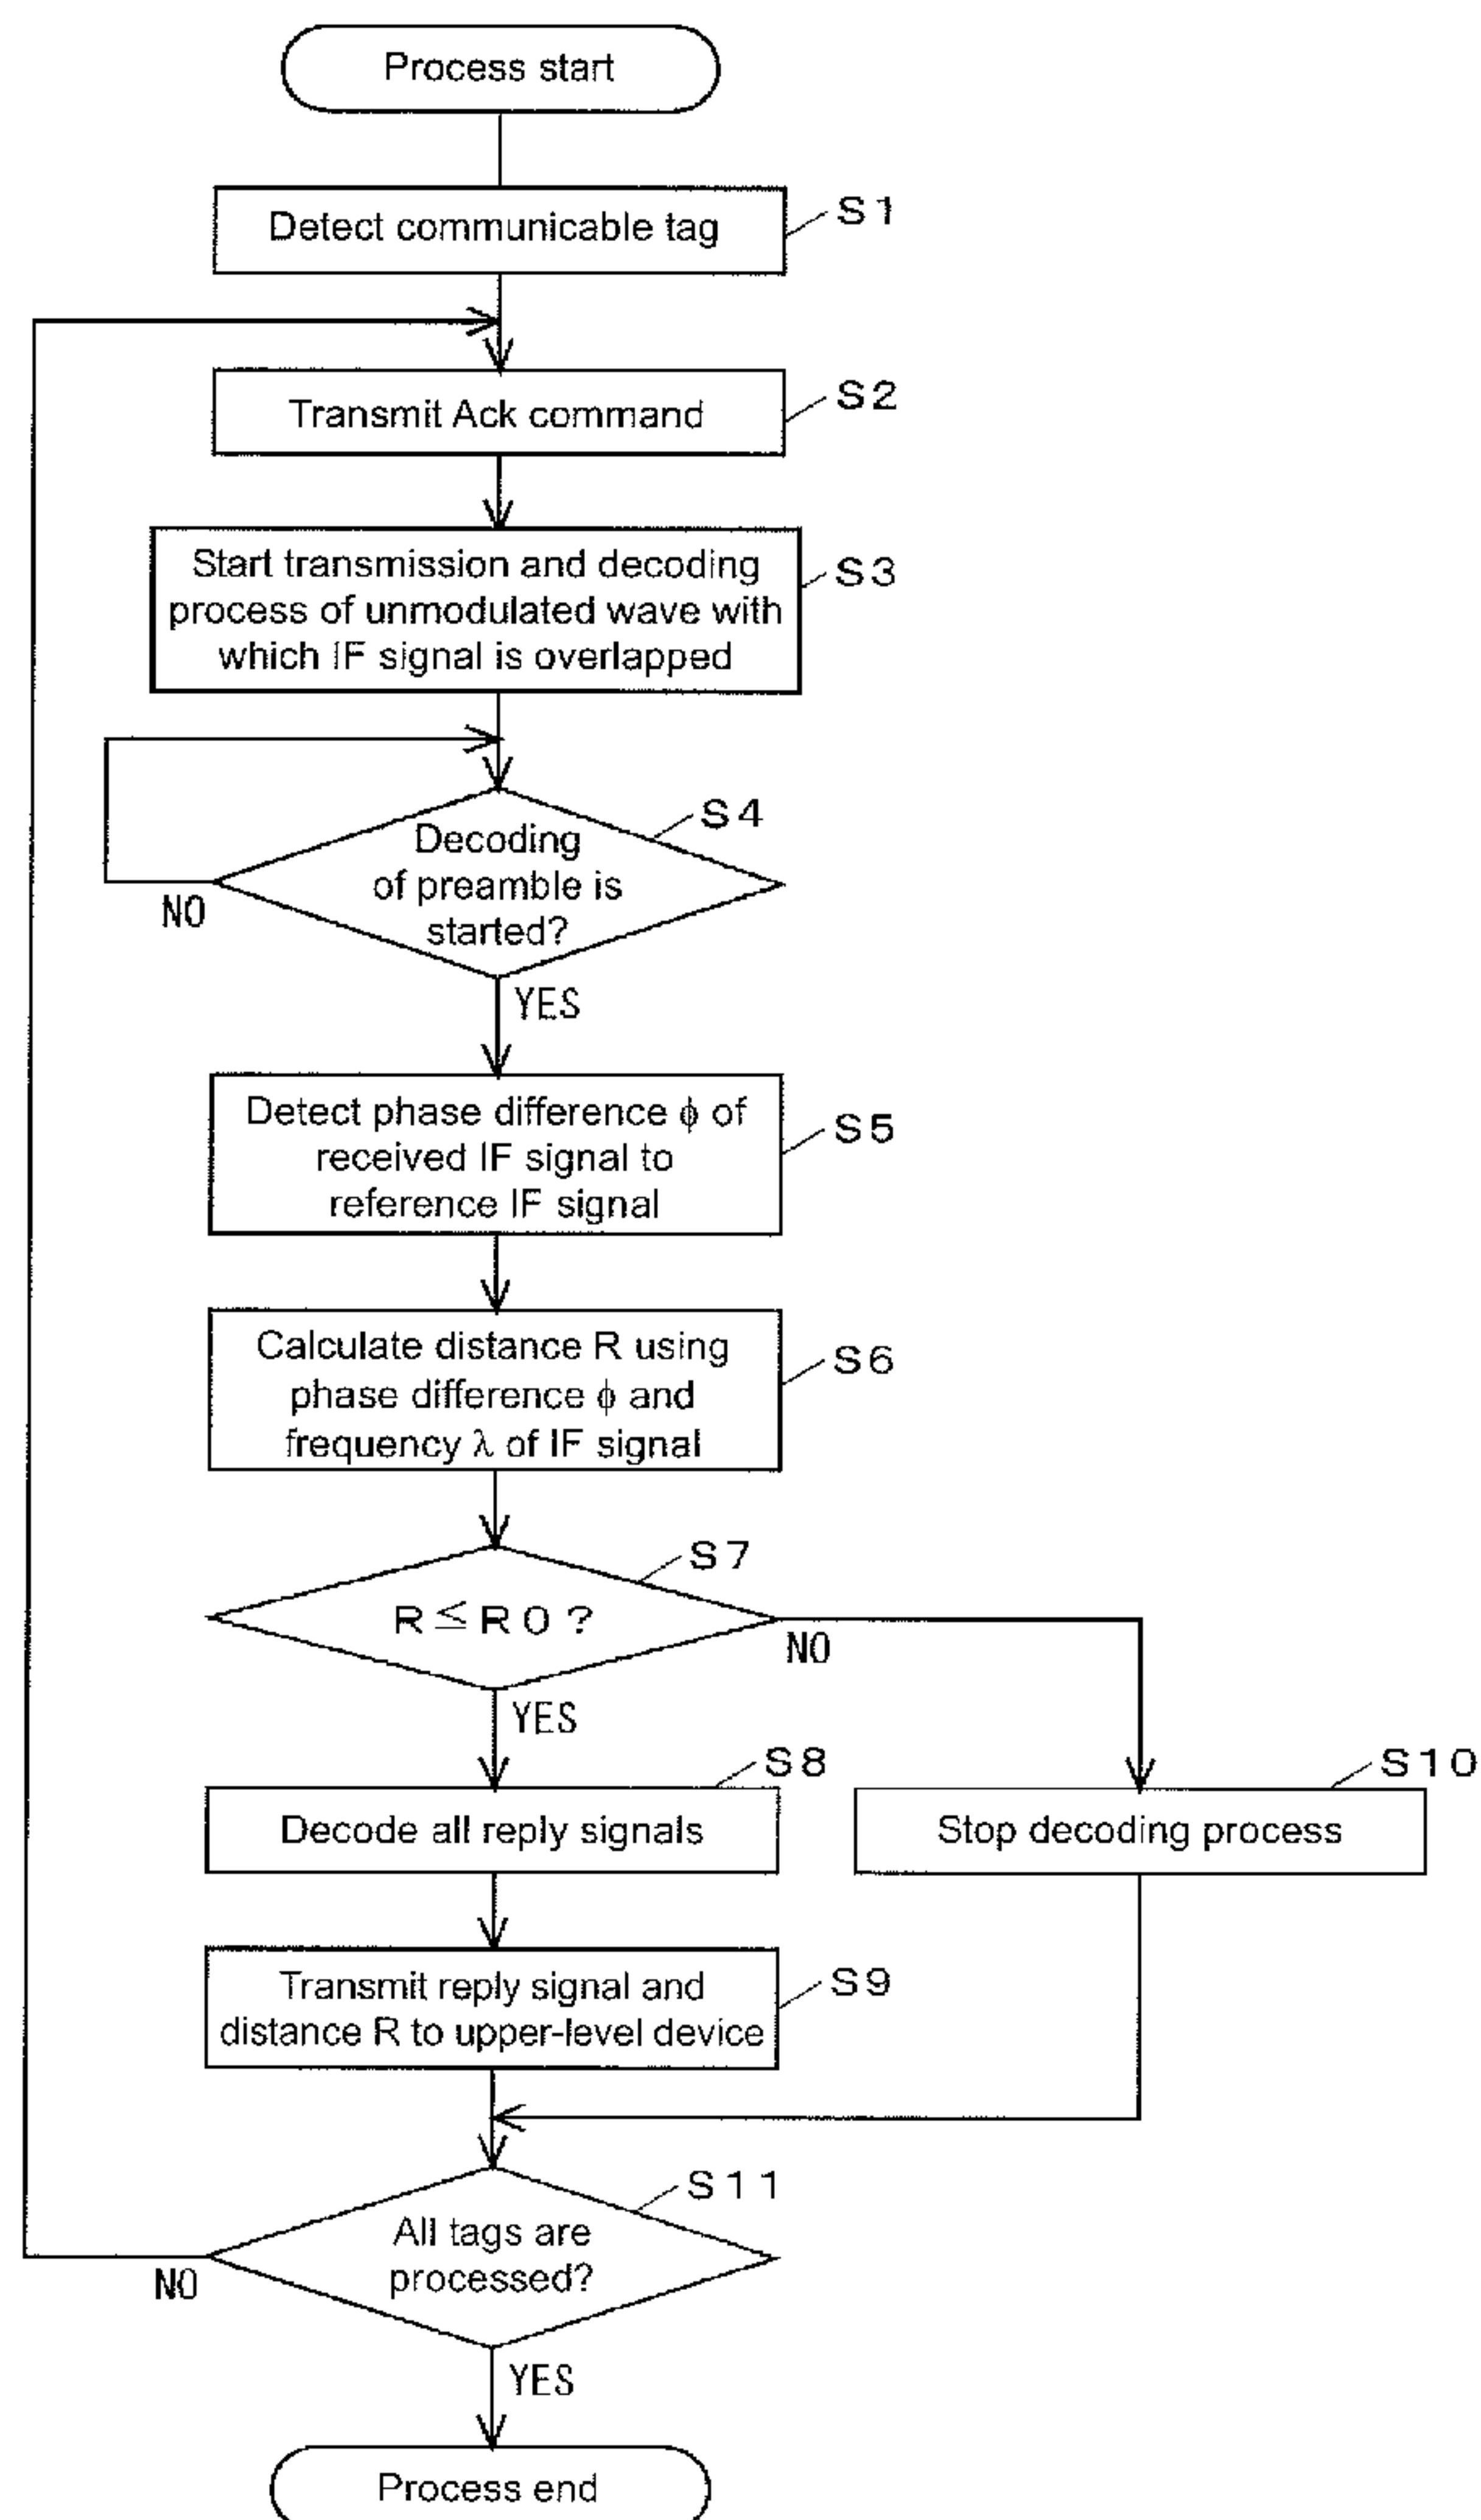 Process start
Detect communicable tag
S1
Transmit Ack command
S2
Start transmission and decoding
process of unmodulated wave with
which IF signal is overlapped
S3
Decoding
of preamble is
started?
S4
NO
YES
Detect phase difference ϕ of
received IF signal to
reference IF signal
S5
Calculate distance R using
phase difference ϕ and
frequency λ of IF signal
S6
R≦R0?
S7
NO
YES
Decode all reply signals
S8
Stop decoding process
S10
Transmit reply signal and
distance R to upper-level device
S9
All tags are
processed?
S11
NO
YES
Process end